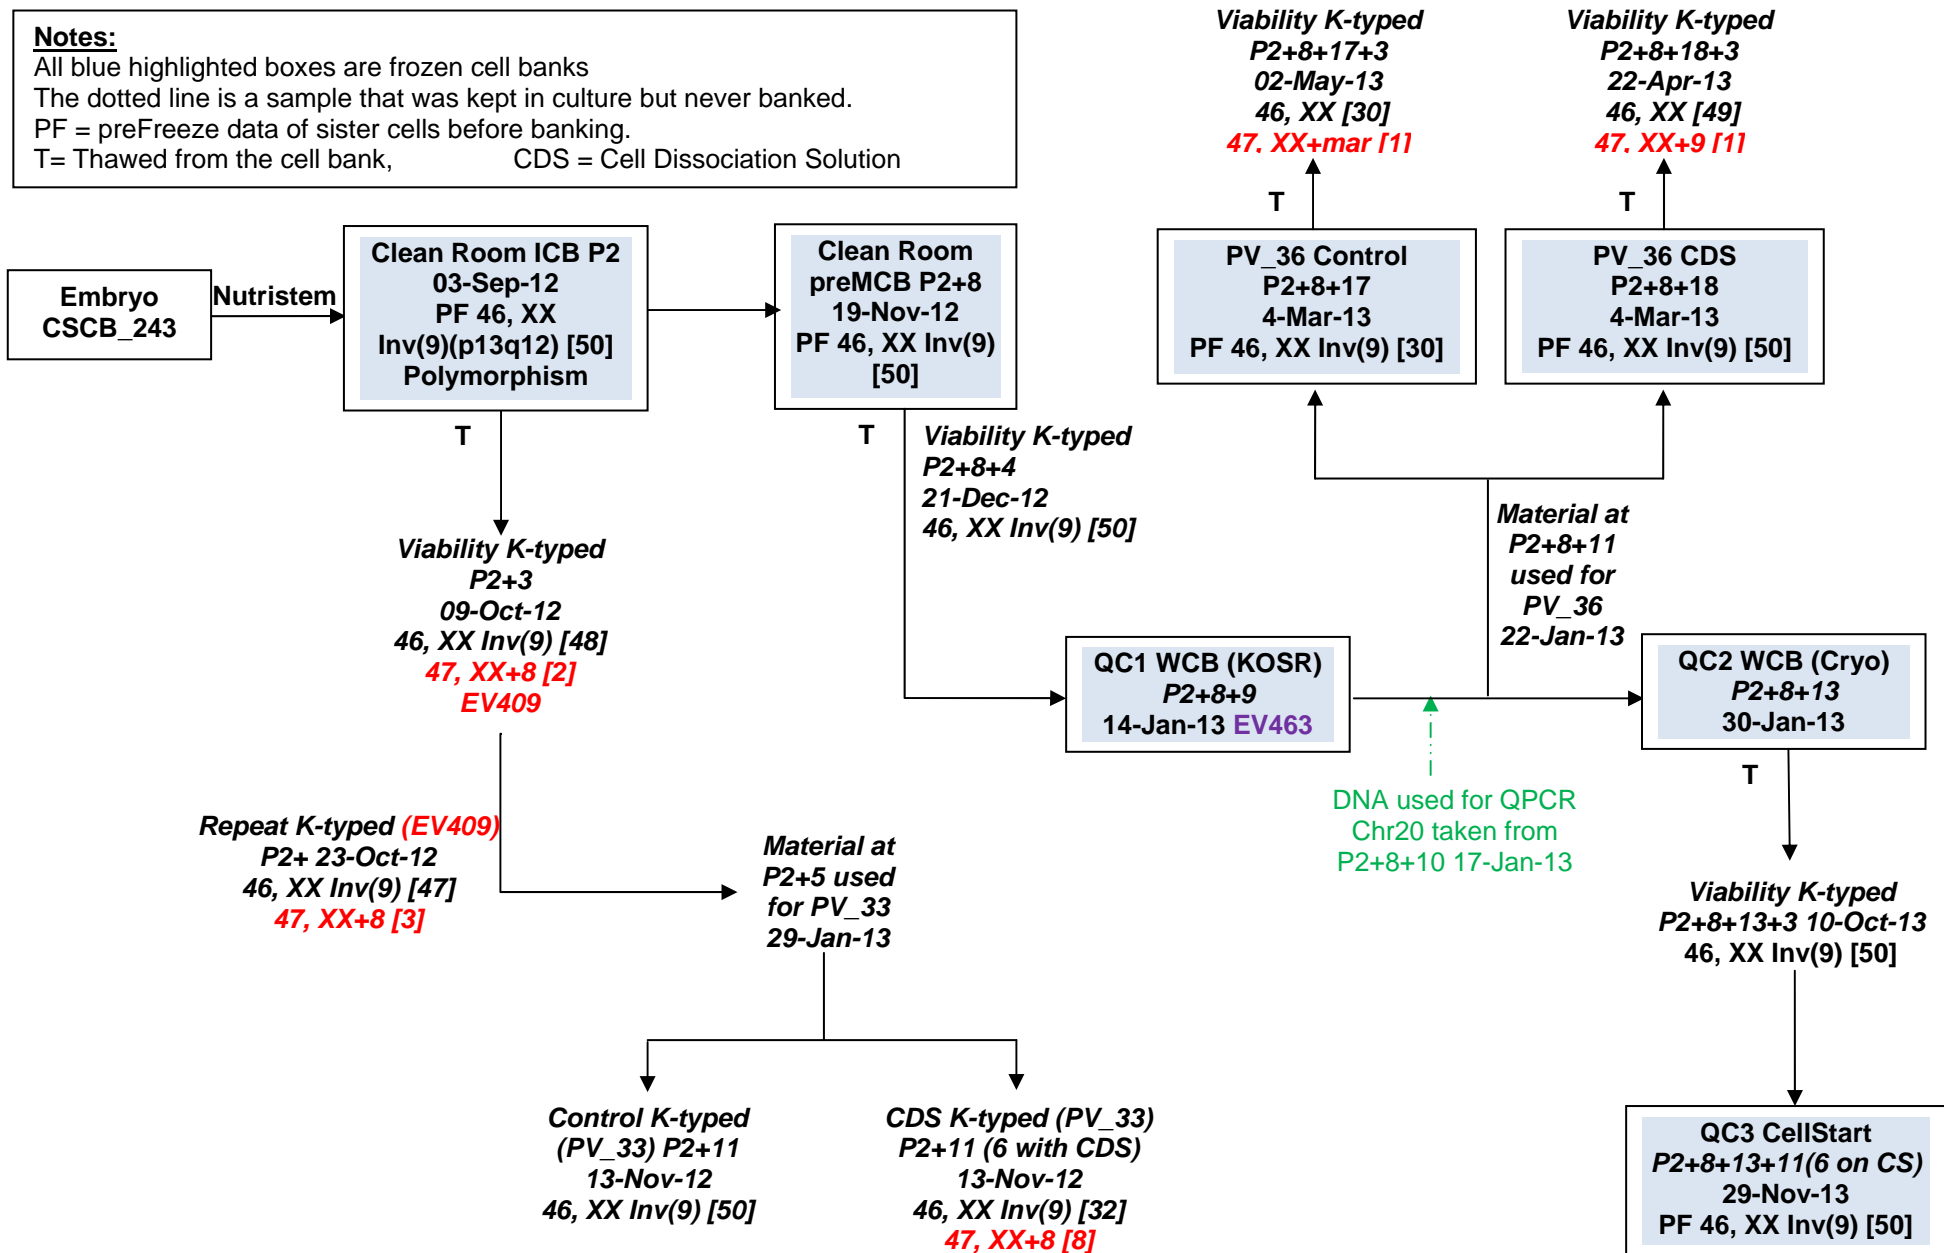 Notes:
All blue highlighted boxes are frozen cell banks
The dotted line is a sample that was kept in culture but never banked.
PF = preFreeze data of sister cells before banking.
T= Thawed from the cell bank, CDS = Cell Dissociation Solution
Viability K-typed
P2+8+17+3
02-May-13
46, XX [30]
47, XX+mar [1]
T
Viability K-typed
P2+8+18+3
22-Apr-13
46, XX [49]
47, XX+9 [1]
T
Embryo
CSCB_243
Nutristem
Clean Room ICB P2
03-Sep-12
PF 46, XX
Inv(9)(p13q12) [50]
Polymorphism
T
Clean Room
preMCB P2+8
19-Nov-12
PF 46, XX Inv(9)
[50]
T
PV_36 Control
P2+8+17
4-Mar-13
PF 46, XX Inv(9) [30]
PV_36 CDS
P2+8+18
4-Mar-13
PF 46, XX Inv(9) [50]
Viability K-typed
P2+8+4
21-Dec-12
46, XX Inv(9) [50]
Viability K-typed
P2+3
09-Oct-12
46, XX Inv(9) [48]
47, XX+8 [2]
EV409
Material at
P2+8+11
used for
PV_36
22-Jan-13
QC1 WCB (KOSR)
P2+8+9
14-Jan-13 EV463
QC2 WCB (Cryo)
P2+8+13
30-Jan-13
T
DNA used for QPCR
Chr20 taken from
P2+8+10 17-Jan-13
Repeat K-typed (EV409)
P2+ 23-Oct-12
46, XX Inv(9) [47]
47, XX+8 [3]
Material at
P2+5 used
for PV_33
29-Jan-13
Viability K-typed
P2+8+13+3 10-Oct-13
46, XX Inv(9) [50]
Control K-typed
(PV_33) P2+11
13-Nov-12
46, XX Inv(9) [50]
CDS K-typed (PV_33)
P2+11 (6 with CDS)
13-Nov-12
46, XX Inv(9) [32]
47, XX+8 [8]
QC3 CellStart
P2+8+13+11(6 on CS)
29-Nov-13
PF 46, XX Inv(9) [50]